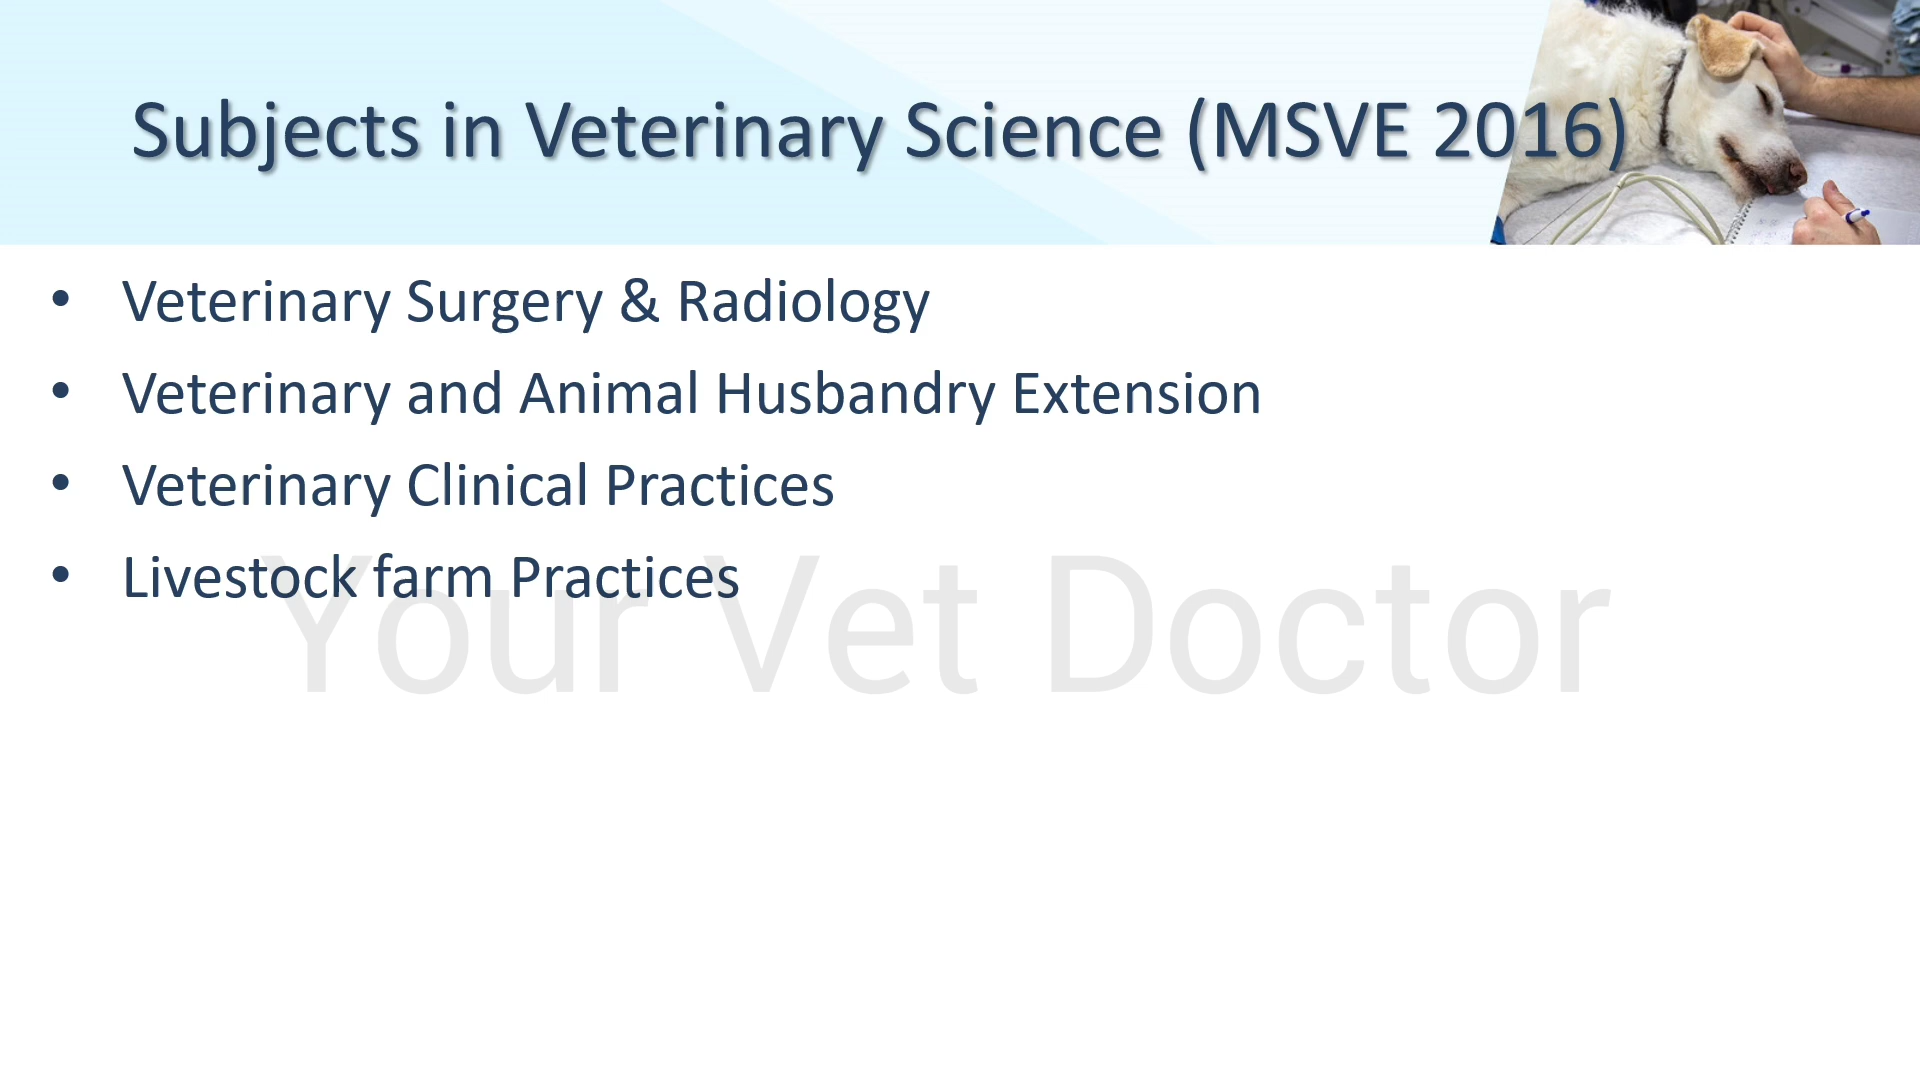 Subjects in Veterinary Science (MSVE 2016)
• Veterinary Surgery & Radiology
• Veterinary and Animal Husbandry Extension
• Veterinary Clinical Practices
• Livestock farm Practices
Your Vet Doctor